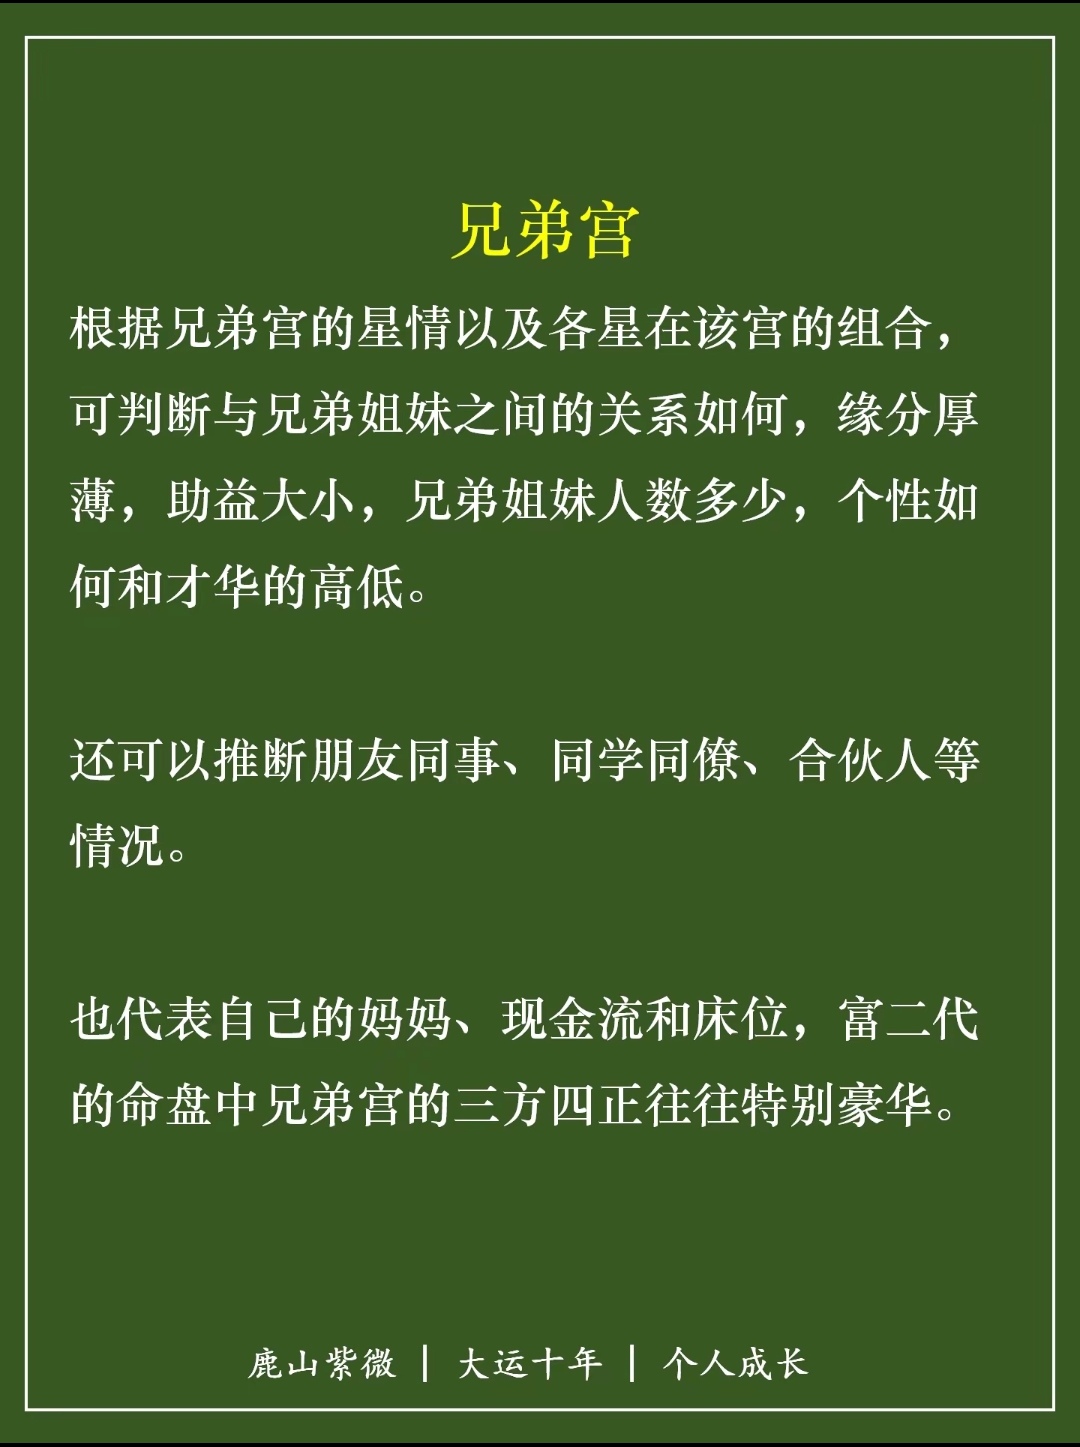 兄弟宫
根据兄弟宫的星情以及各星在该宫的组合，
可判断与兄弟姐妹之间的关系如何，缘分厚
薄，助益大小，兄弟姐妹人数多少，个性如
何和才华的高低。
还可以推断朋友同事、同学同僚、合伙人等
情况。
也代表自己的妈妈、现金流和床位，富二代
的命盘中兄弟宫的三方四正往往特别豪华。
鹿山紫微 | 大运十年 | 个人成长